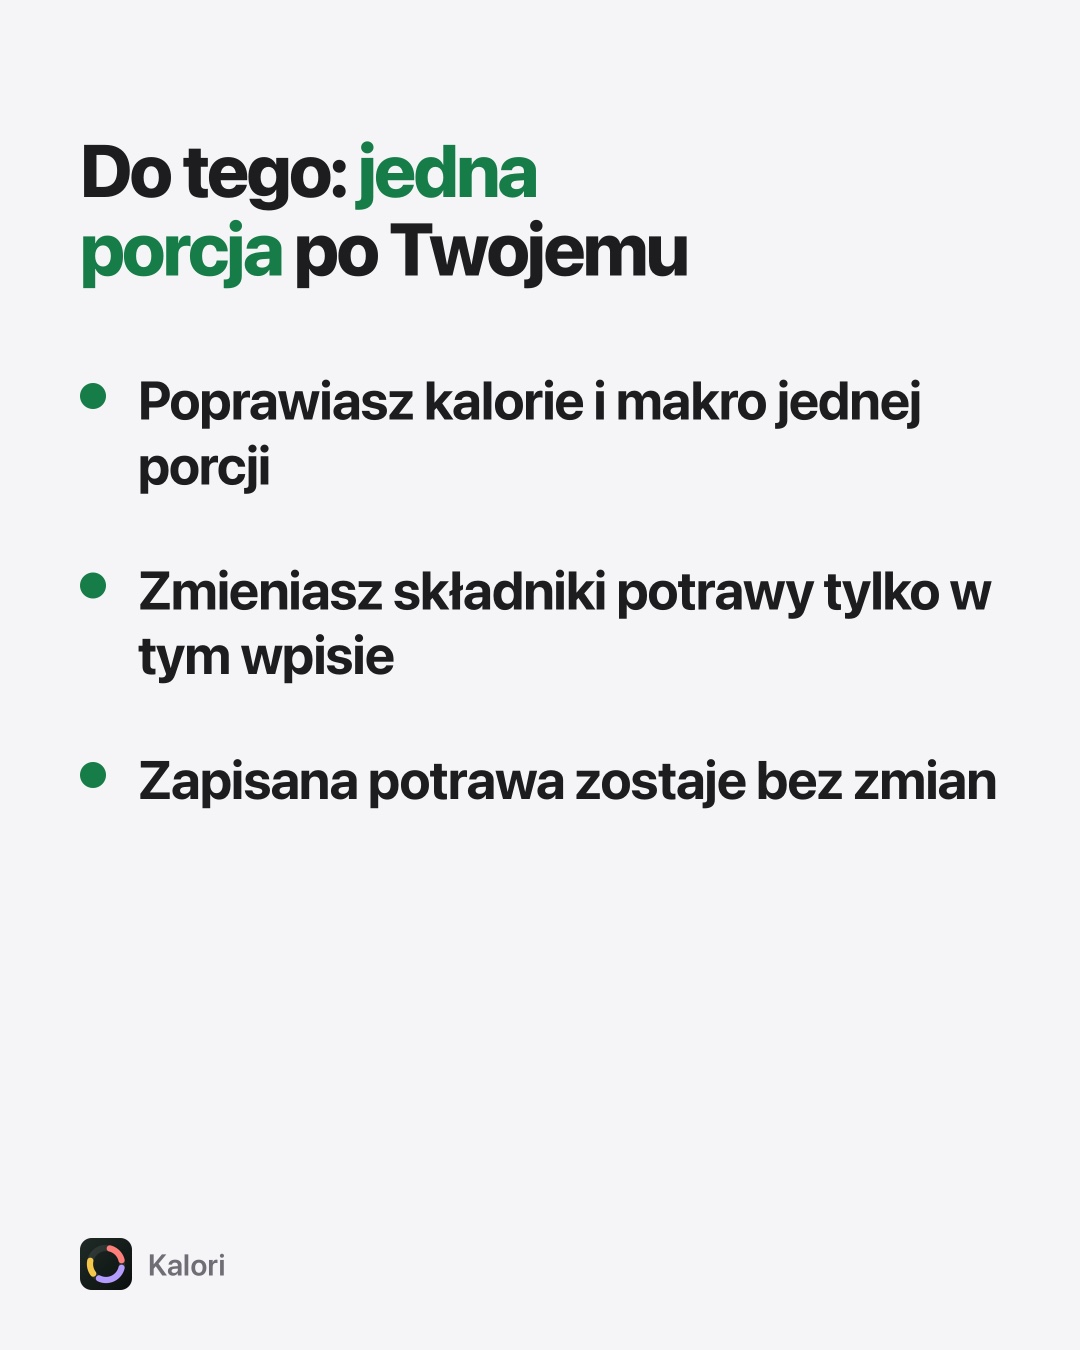 Do tego: jedna
porcja po Twojemu
Poprawiasz kalorie i makro jednej
porcji
Zmieniasz składniki potrawy tylko w
tym wpisie
Zapisana potrawa zostaje bez zmian
Kalori